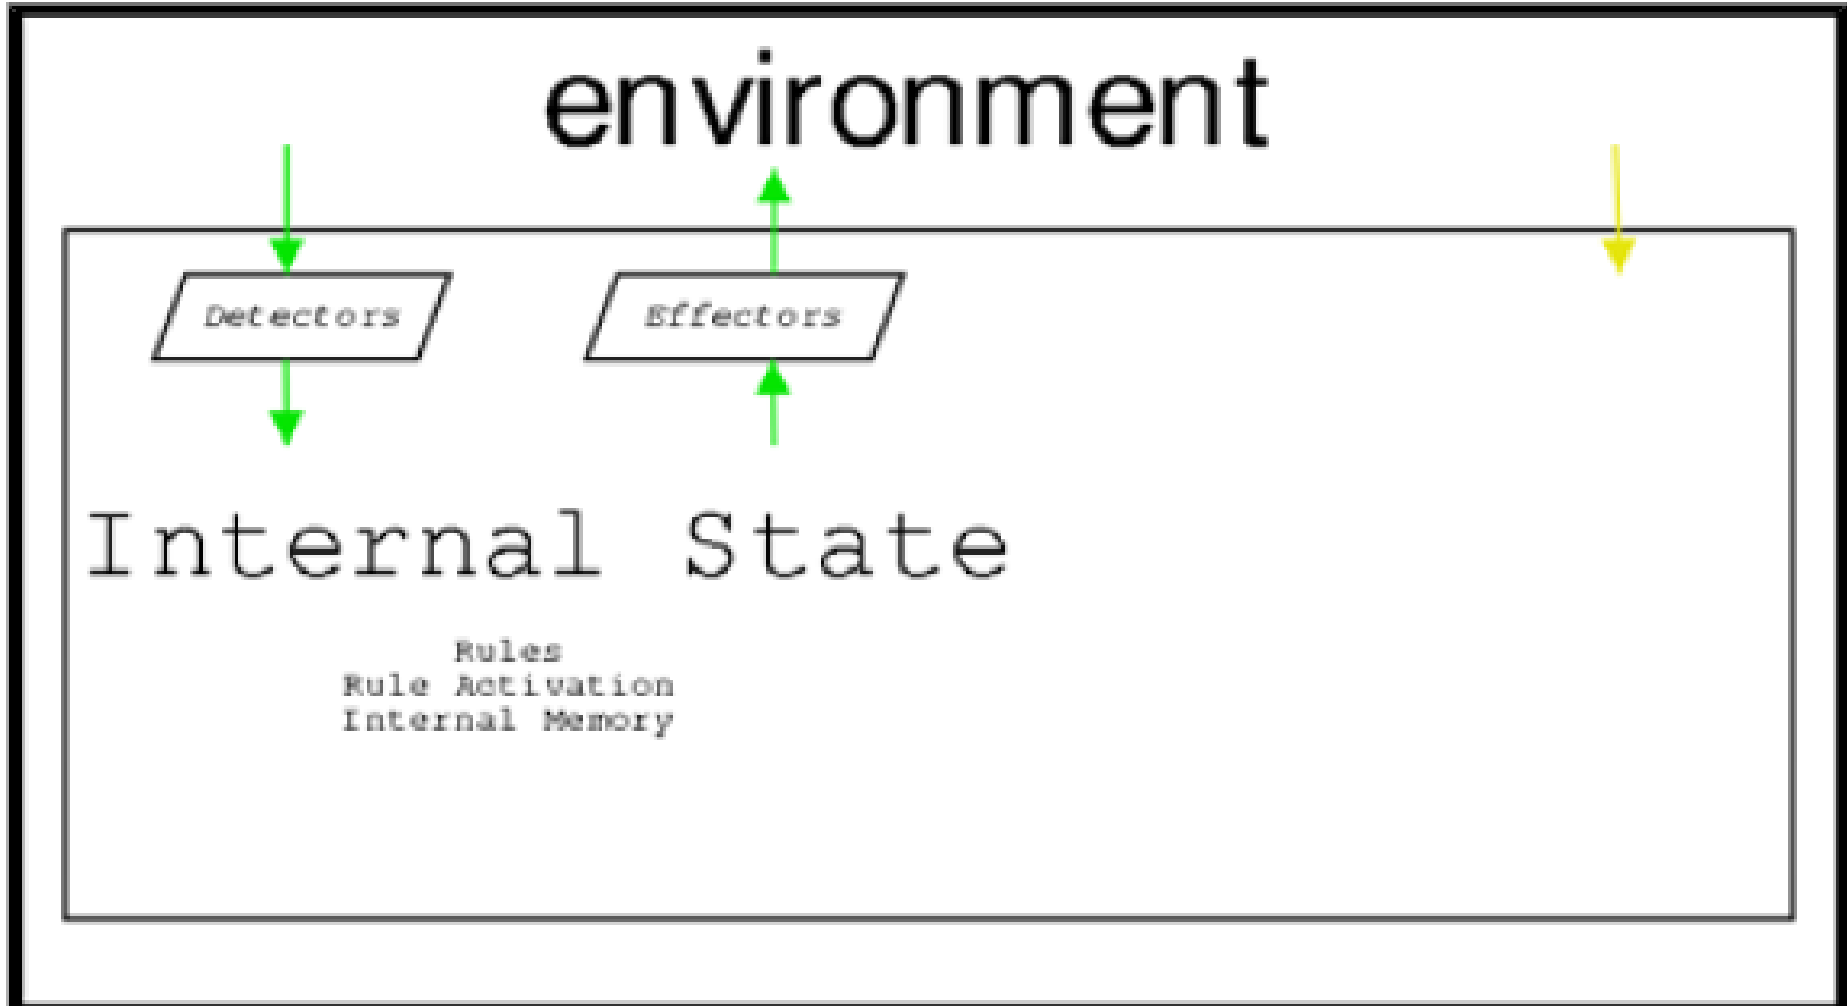 environment
Detectors
Effectors
Internal State
Rules
Rule Activation
Internal Memory